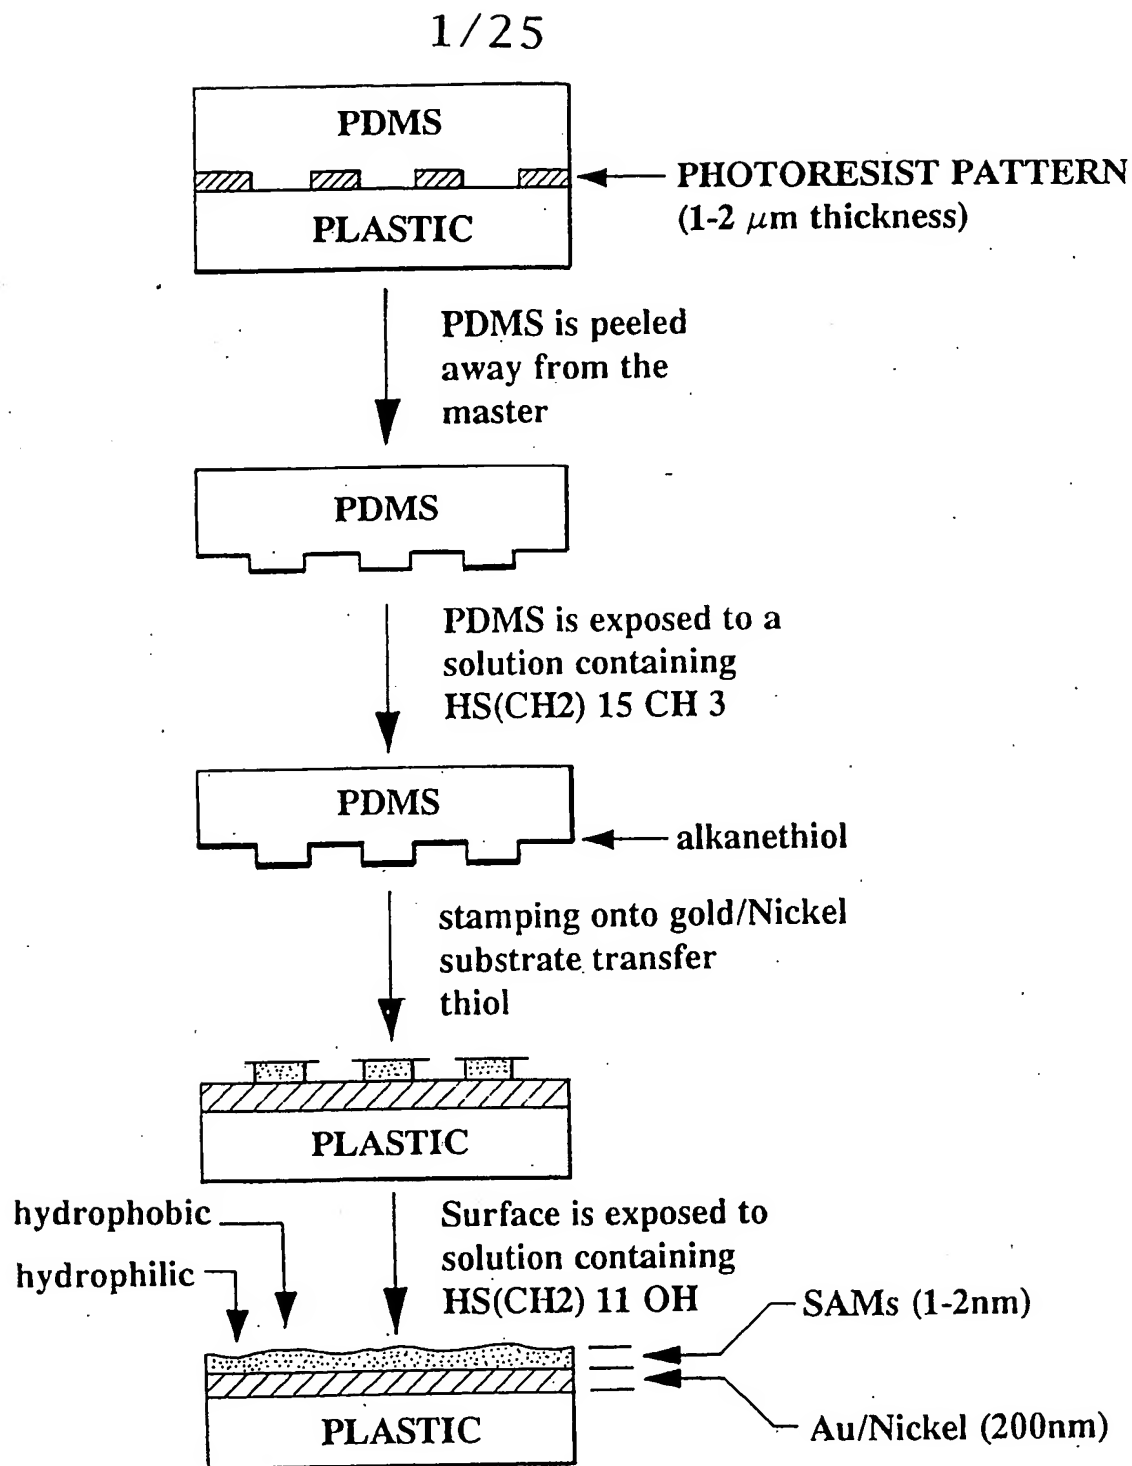 1/25
PDMS
PHOTORESIST PATTERN
(1-2 μm thickness)
PLASTIC
PDMS is peeled
away from the
master
PDMS
PDMS is exposed to a
solution containing
HS(CH2) 15 CH 3
PDMS
alkanethiol
stamping onto gold/Nickel
substrate transfer
thiol
PLASTIC
hydrophobic
hydrophilic
Surface is exposed to
solution containing
HS(CH2) 11 OH
SAMs (1-2nm)
PLASTIC
Au/Nickel (200nm)